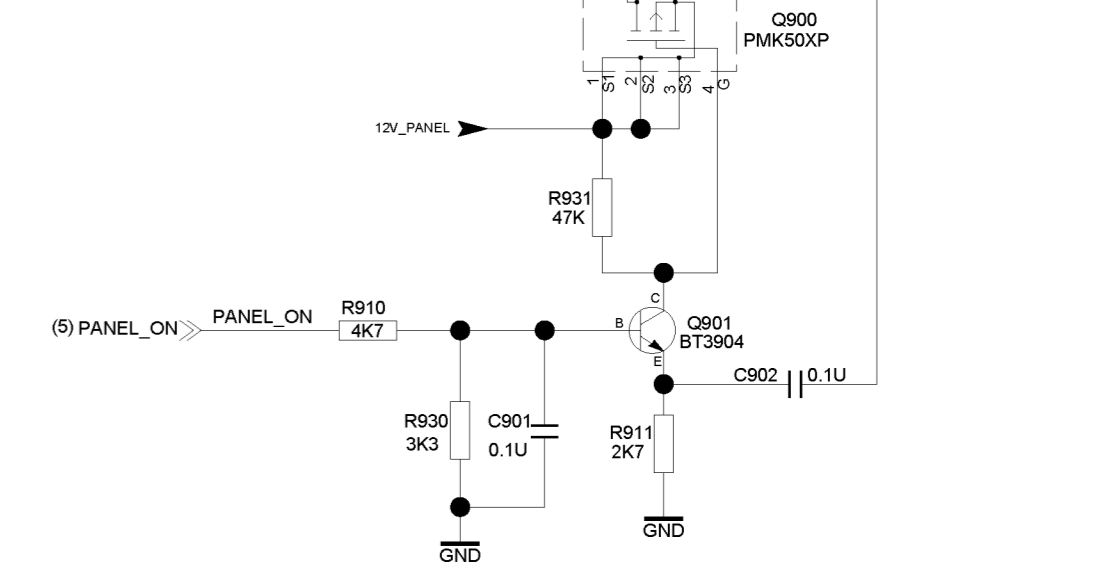 Q900
PMK50XP
1
S1
2
S2
3
S3
4
G
12V_PANEL
R931
47K
C
(5) PANEL_ON
PANEL_ON
R910
4K7
B
Q901
BT3904
E
C902
0.1U
R930
3K3
C901
0.1U
R911
2K7
GND
GND